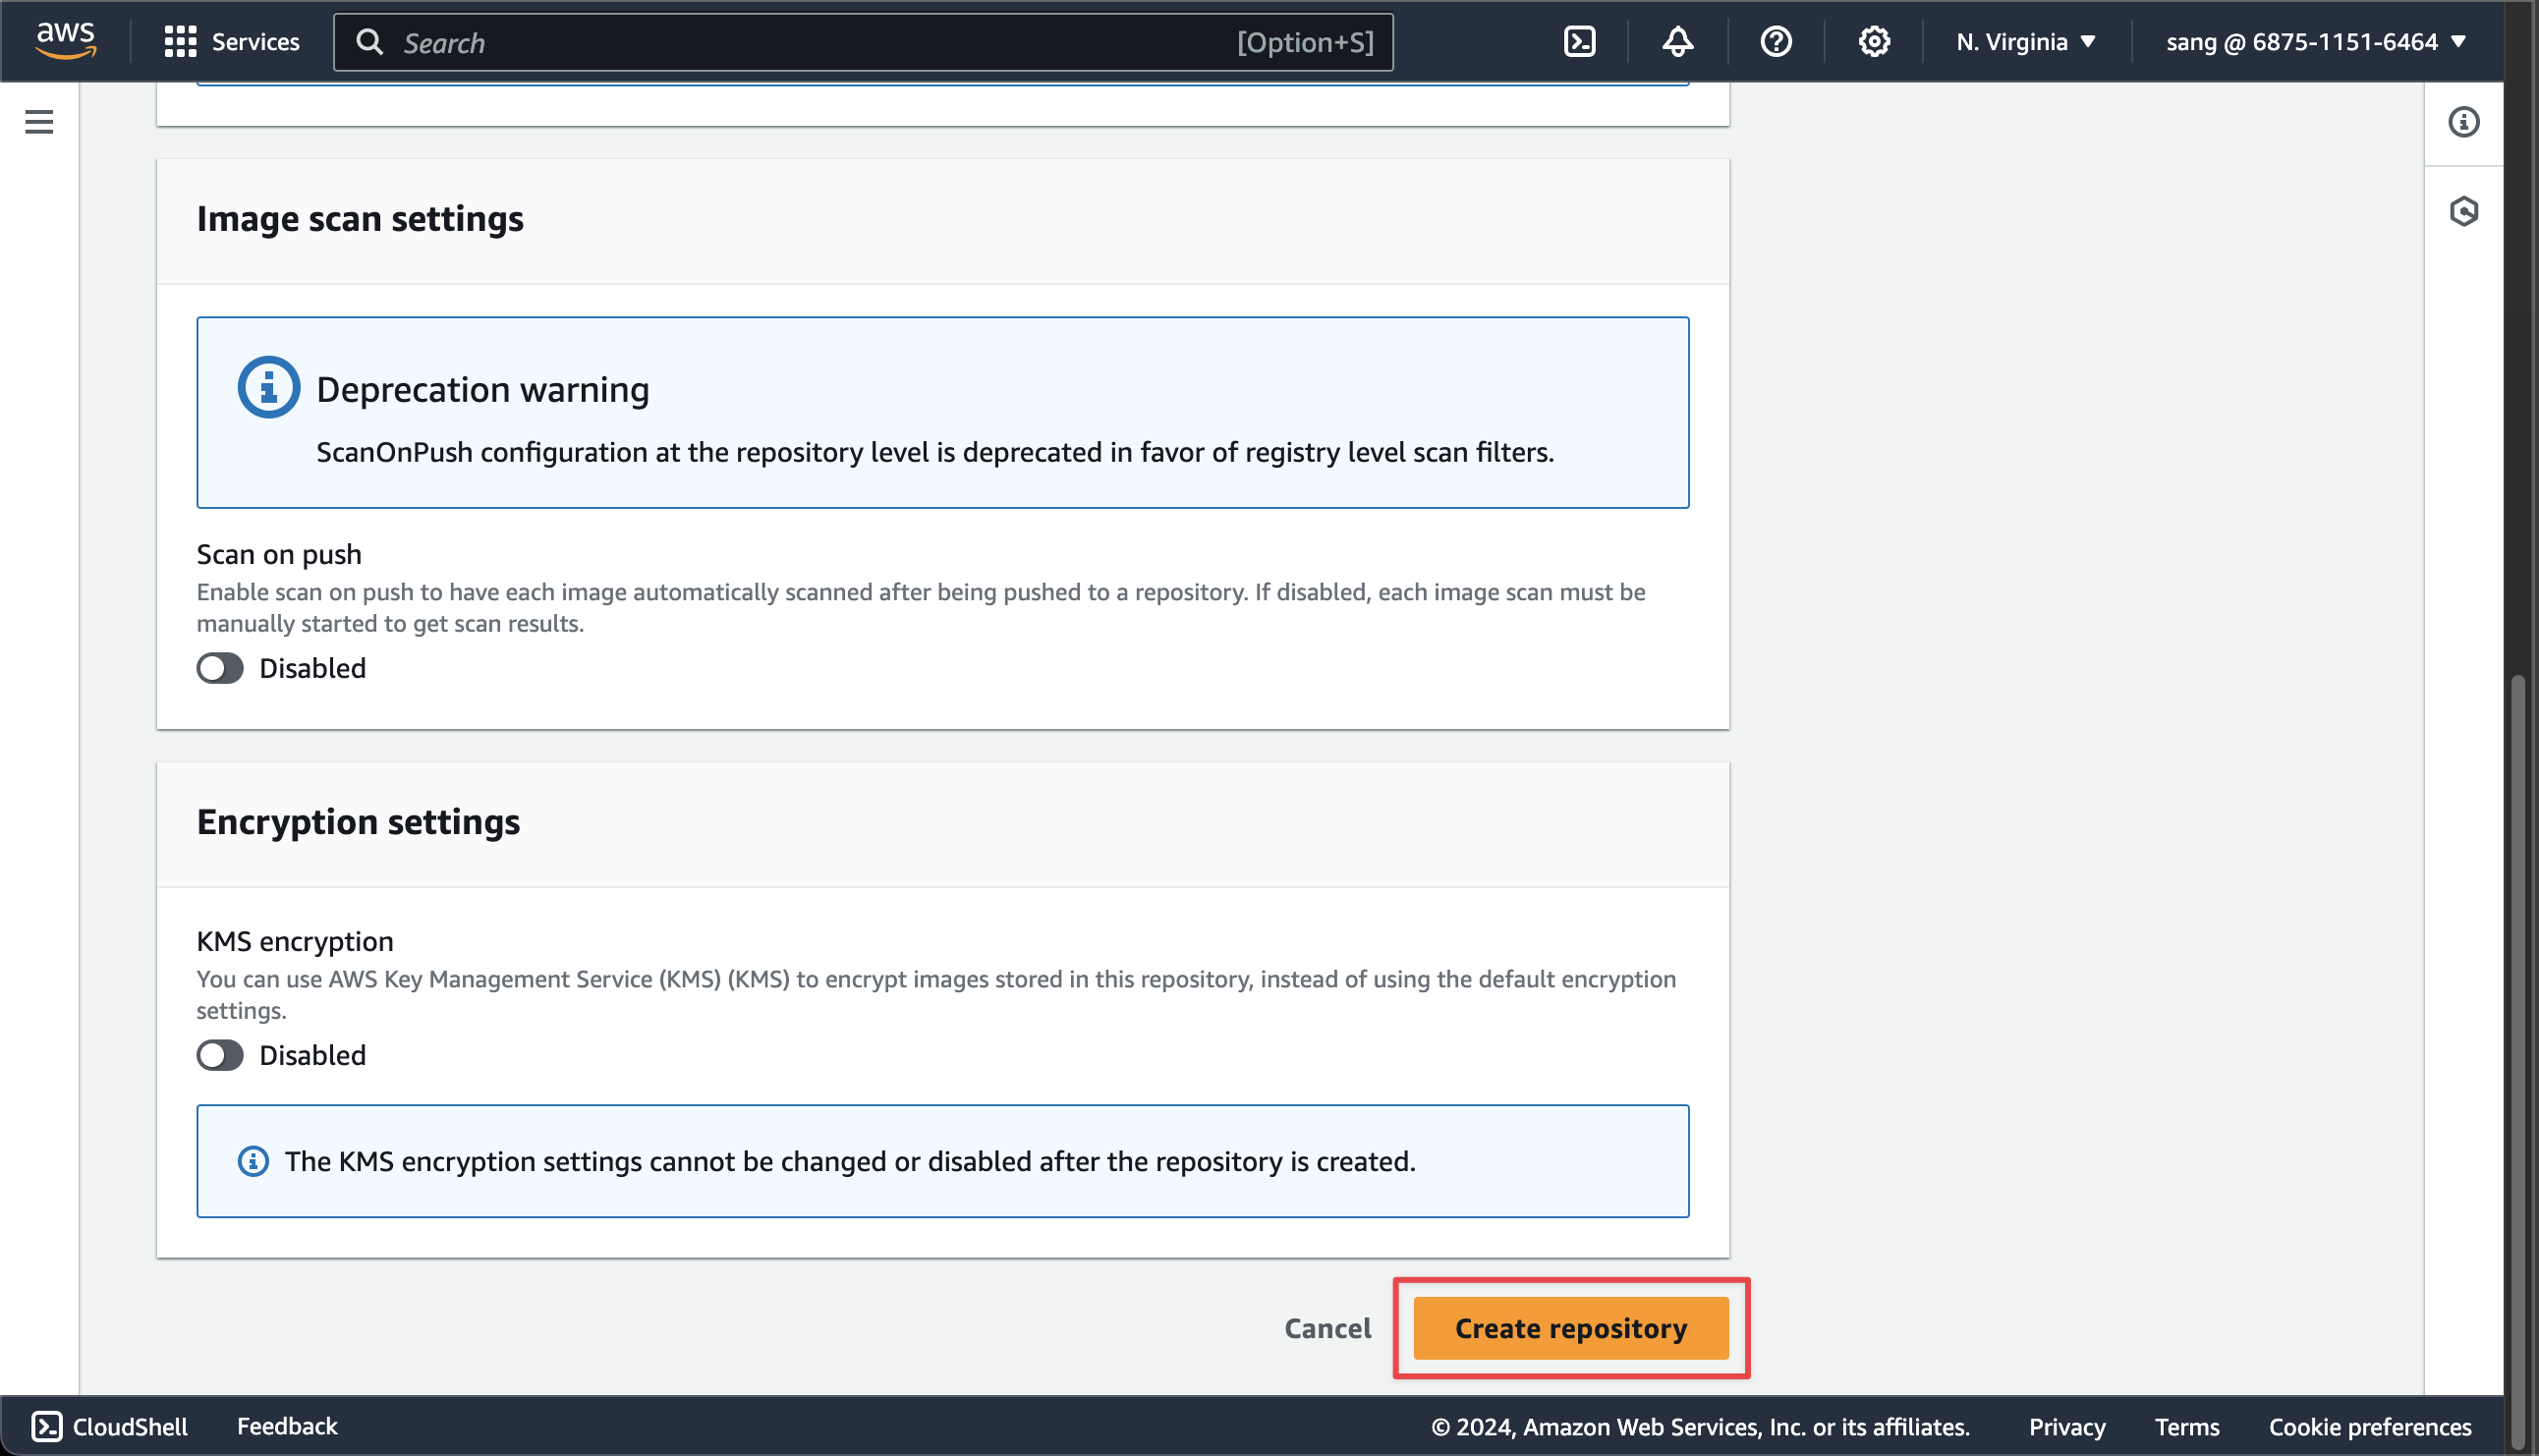 aws
Services
Search
[Option+S]
N. Virginia
sang @ 6875-1151-6464
Image scan settings
Deprecation warning
ScanOnPush configuration at the repository level is deprecated in favor of registry level scan filters.
Scan on push
Enable scan on push to have each image automatically scanned after being pushed to a repository. If disabled, each image scan must be
manually started to get scan results.
Disabled
Encryption settings
KMS encryption
You can use AWS Key Management Service (KMS) (KMS) to encrypt images stored in this repository, instead of using the default encryption
settings.
Disabled
The KMS encryption settings cannot be changed or disabled after the repository is created.
Cancel
Create repository
CloudShell
Feedback
© 2024, Amazon Web Services, Inc. or its affiliates.
Privacy
Terms
Cookie preferences